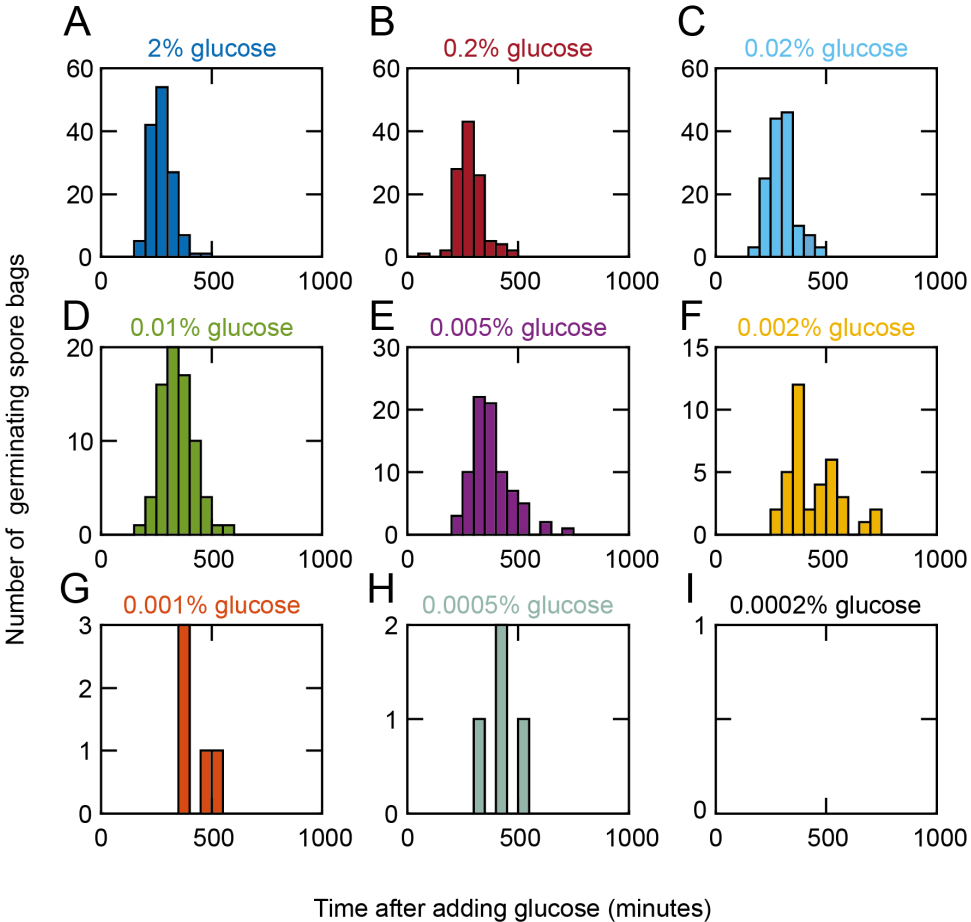 A
2% glucose
B
0.2% glucose
C
0.02% glucose
60
40
20
0
0
500
1000
60
40
20
0
0
500
1000
60
40
20
0
0
500
1000
D
0.01% glucose
E
0.005% glucose
F
0.002% glucose
20
10
0
0
500
1000
30
20
10
0
0
500
1000
15
10
5
0
0
500
1000
G
0.001% glucose
H
0.0005% glucose
I
0.0002% glucose
3
2
1
0
0
500
1000
2
1
0
0
500
1000
1
0
0
500
1000
Number of germinating spore bags
Time after adding glucose (minutes)